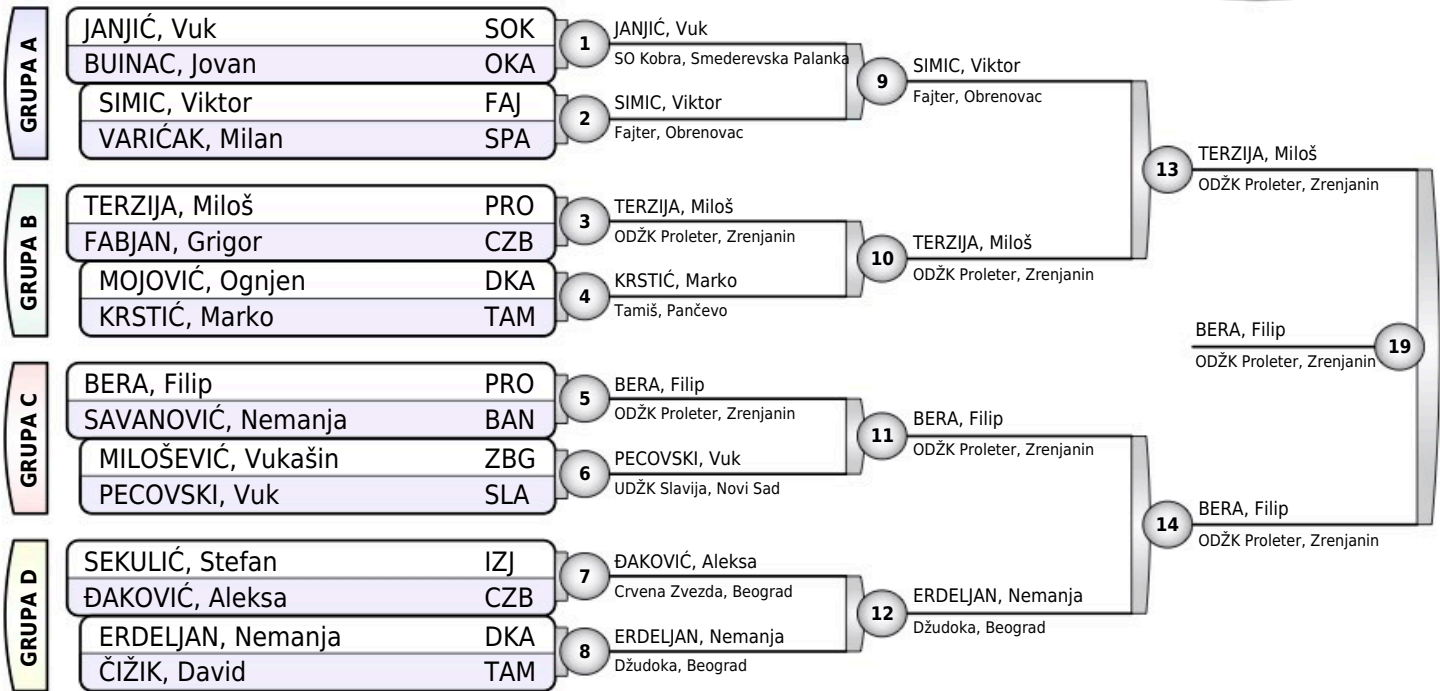 GRUPA A
JANJIĆ, Vuk SOK
BUINAC, Jovan OKA
SIMIC, Viktor FAJ
VARIĆAK, Milan SPA
1
JANJIĆ, Vuk
SO Kobra, Smederevska Palanka
2
SIMIC, Viktor
Fajter, Obrenovac
9
SIMIC, Viktor
Fajter, Obrenovac
GRUPA B
TERZIJA, Miloš PRO
FABJAN, Grigor CZB
MOJOVIĆ, Ognjen DKA
KRSTIĆ, Marko TAM
3
TERZIJA, Miloš
ODŽK Proleter, Zrenjanin
4
KRSTIĆ, Marko
Tamiš, Pančevo
10
TERZIJA, Miloš
ODŽK Proleter, Zrenjanin
13
TERZIJA, Miloš
ODŽK Proleter, Zrenjanin
GRUPA C
BERA, Filip PRO
SAVANOVIĆ, Nemanja BAN
MILOŠEVIĆ, Vukašin ZBG
PECOVSKI, Vuk SLA
5
BERA, Filip
ODŽK Proleter, Zrenjanin
6
PECOVSKI, Vuk
UDŽK Slavija, Novi Sad
11
BERA, Filip
ODŽK Proleter, Zrenjanin
GRUPA D
SEKULIĆ, Stefan IZJ
ĐAKOVIĆ, Aleksa CZB
ERDELJAN, Nemanja DKA
ČIŽIK, David TAM
7
ĐAKOVIĆ, Aleksa
Crvena Zvezda, Beograd
8
ERDELJAN, Nemanja
Džudoka, Beograd
12
ERDELJAN, Nemanja
Džudoka, Beograd
14
BERA, Filip
ODŽK Proleter, Zrenjanin
BERA, Filip
ODŽK Proleter, Zrenjanin
19